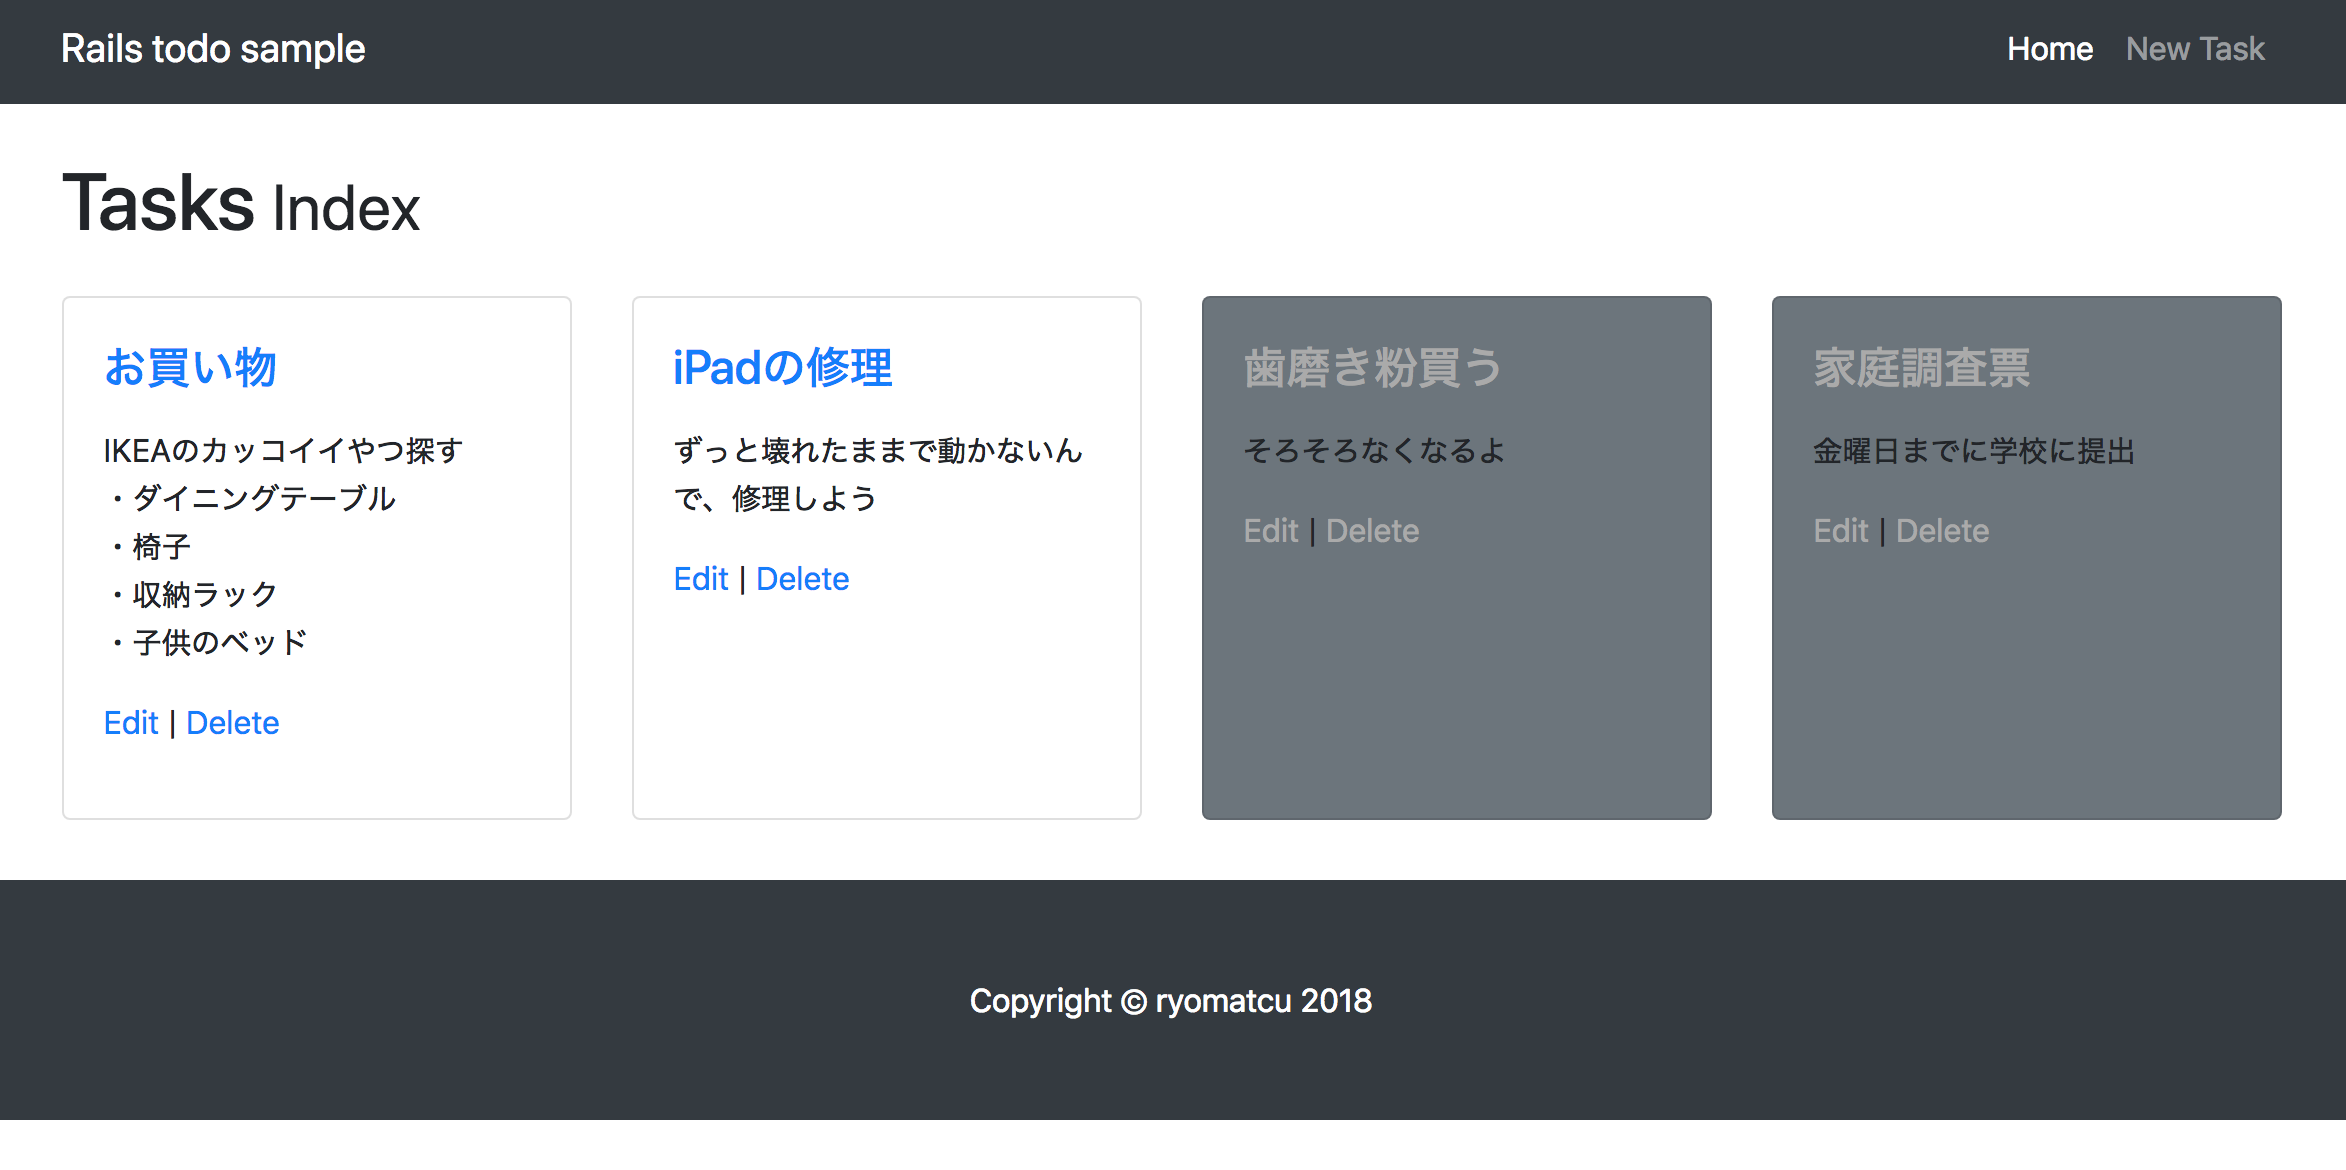 Rails todo sample
Home New Task
Tasks Index
お買い物
IKEAのカッコイイやつ探す
・ダイニングテーブル
・椅子
・収納ラック
・子供のベッド
Edit | Delete
iPadの修理
ずっと壊れたままで動かないん
で、修理しよう
Edit | Delete
歯磨き粉買う
そろそろなくなるよ
Edit | Delete
家庭調査票
金曜日までに学校に提出
Edit | Delete
Copyright © ryomatcu 2018